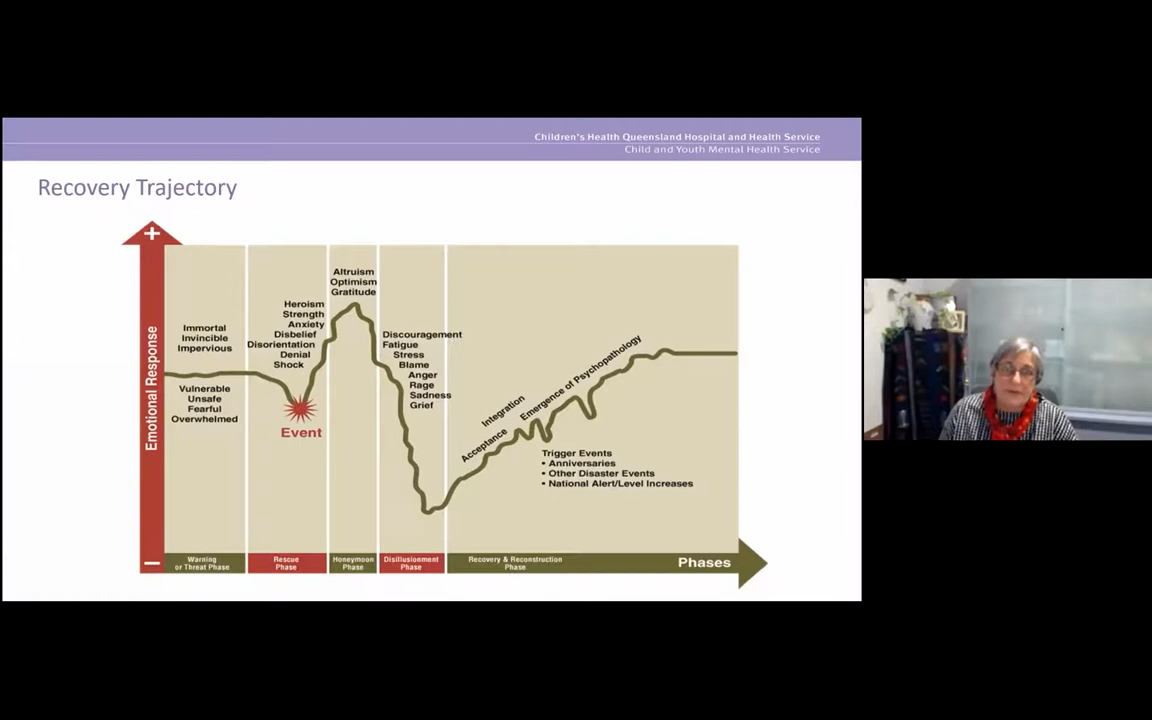 Children's Health Queensland Hospital and Health Service
Child and Youth Mental Health Service
Recovery Trajectory
+
Emotional Response
−
Immortal
Invincible
Impervious
Vulnerable
Unsafe
Fearful
Overwhelmed
Heroism
Strength
Anxiety
Disbelief
Disorientation
Denial
Shock
Event
Altruism
Optimism
Gratitude
Discouragement
Fatigue
Stress
Blame
Anger
Rage
Sadness
Grief
Acceptance
Integration
Emergence of Psychopathology
Trigger Events
• Anniversaries
• Other Disaster Events
• National Alert/Level Increases
Warning
or Threat Phase
Rescue
Phase
Honeymoon
Phase
Disillusionment
Phase
Recovery & Reconstruction
Phase
Phases